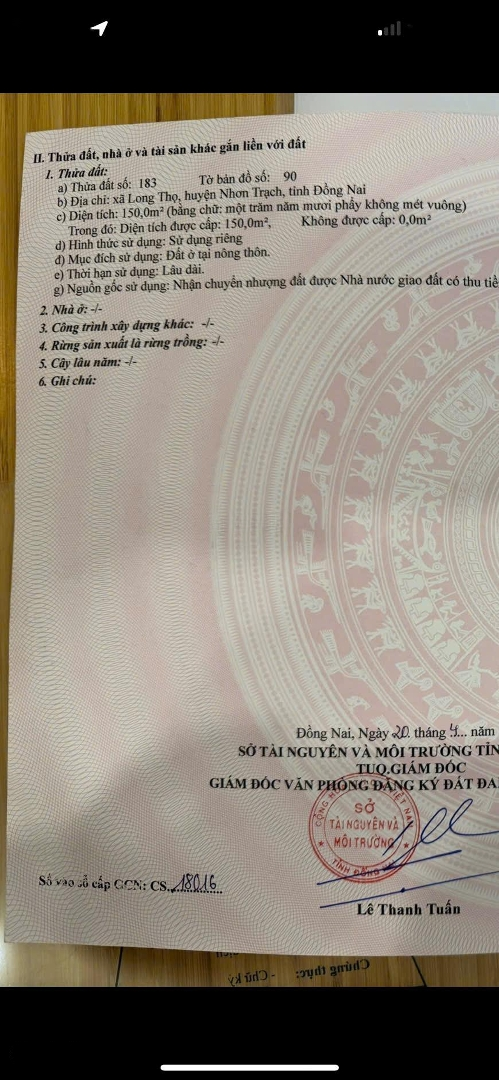 II. Thửa đất, nhà ở và tài sản khác gắn liền với đất
1. Thửa đất:
a) Thửa đất số: 183 Tờ bản đồ số: 90
b) Địa chỉ: xã Long Thọ, huyện Nhơn Trạch, tỉnh Đồng Nai
c) Diện tích: 150,0m² (bằng chữ: một trăm năm mươi phẩy không mét vuông)
Trong đó: Diện tích được cấp: 150,0m², Không được cấp: 0,0m²
d) Hình thức sử dụng: Sử dụng riêng
đ) Mục đích sử dụng: Đất ở tại nông thôn.
e) Thời hạn sử dụng: Lâu dài.
g) Nguồn gốc sử dụng: Nhận chuyển nhượng đất được Nhà nước giao đất có thu tiề
2. Nhà ở: -/-
3. Công trình xây dựng khác: -/-
4. Rừng sản xuất là rừng trồng: -/-
5. Cây lâu năm: -/-
6. Ghi chú:
Đồng Nai, Ngày 20. tháng 4... năm
SỞ TÀI NGUYÊN VÀ MÔI TRƯỜNG TỈN
TUQ.GIÁM ĐỐC
GIÁM ĐỐC VĂN PHÒNG ĐĂNG KÝ ĐẤT ĐA
SỞ
TÀI NGUYÊN VÀ
MÔI TRƯỜNG
TỈNH ĐỒNG
Số vào sổ cấp GCN: CS.18016
Lê Thanh Tuấn
Chứng thực: - Chữ ký